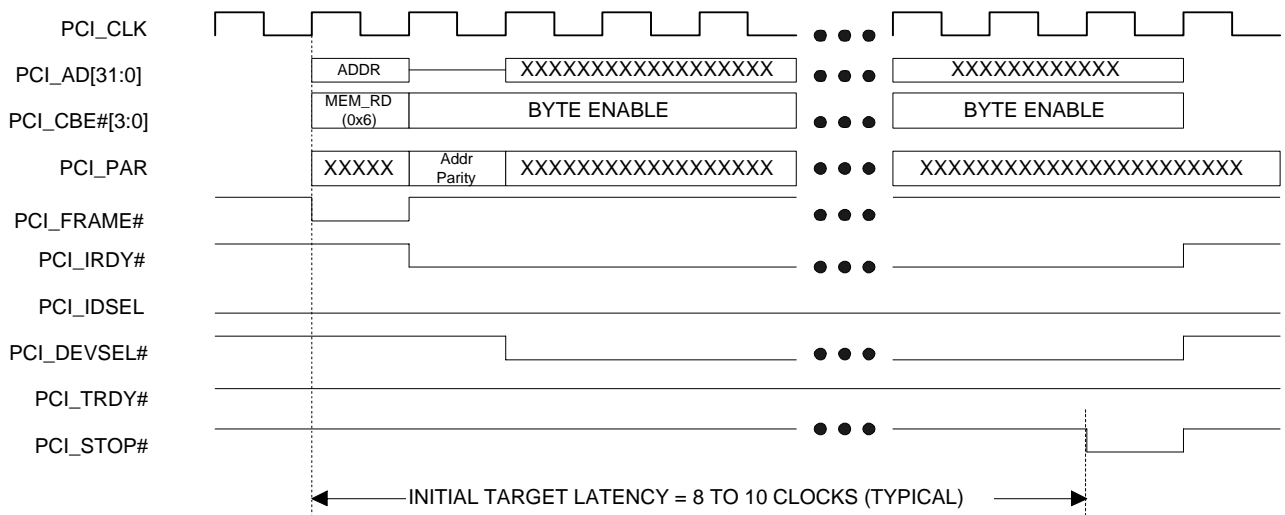 PCI_CLK
PCI_AD[31:0] ADDR XXXXXXXXXXXXXXXXXX XXXXXXXXXXXX
PCI_CBE#[3:0] MEM_RD (0x6) BYTE ENABLE BYTE ENABLE
PCI_PAR XXXXX Addr Parity XXXXXXXXXXXXXXXXXX XXXXXXXXXXXXXXXXXXXXXXX
PCI_FRAME#
PCI_IRDY#
PCI_IDSEL
PCI_DEVSEL#
PCI_TRDY#
PCI_STOP#
INITIAL TARGET LATENCY = 8 TO 10 CLOCKS (TYPICAL)